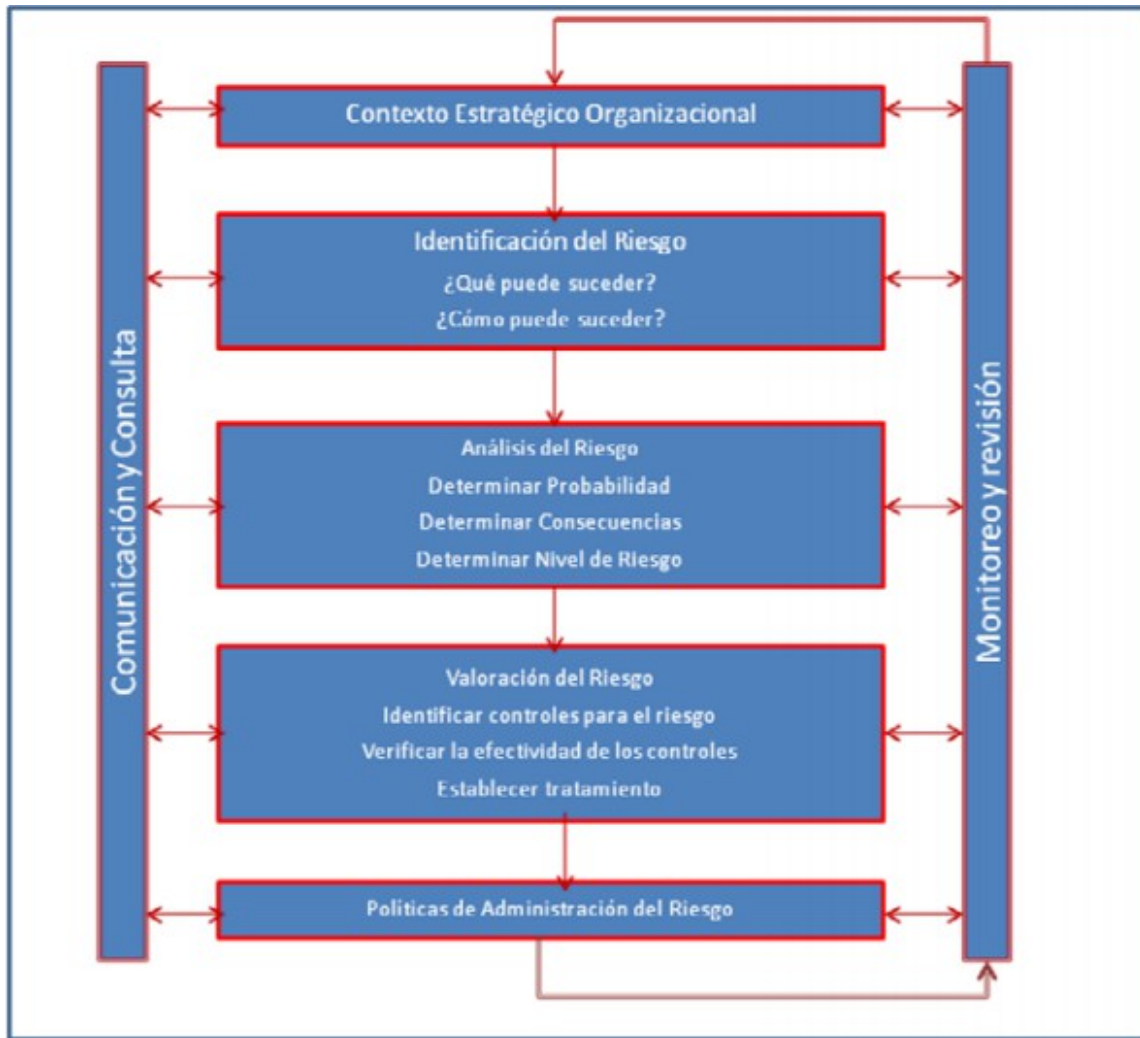 Contexto Estratégico Organizacional
Identificación del Riesgo
¿Qué puede suceder?
¿Cómo puede suceder?
Análisis del Riesgo
Determinar Probabilidad
Determinar Consecuencias
Determinar Nivel de Riesgo
Valoración del Riesgo
Identificar controles para el riesgo
Verificar la efectividad de los controles
Establecer tratamiento
Políticas de Administración del Riesgo
Comunicación y Consulta
Monitoreo y revisión